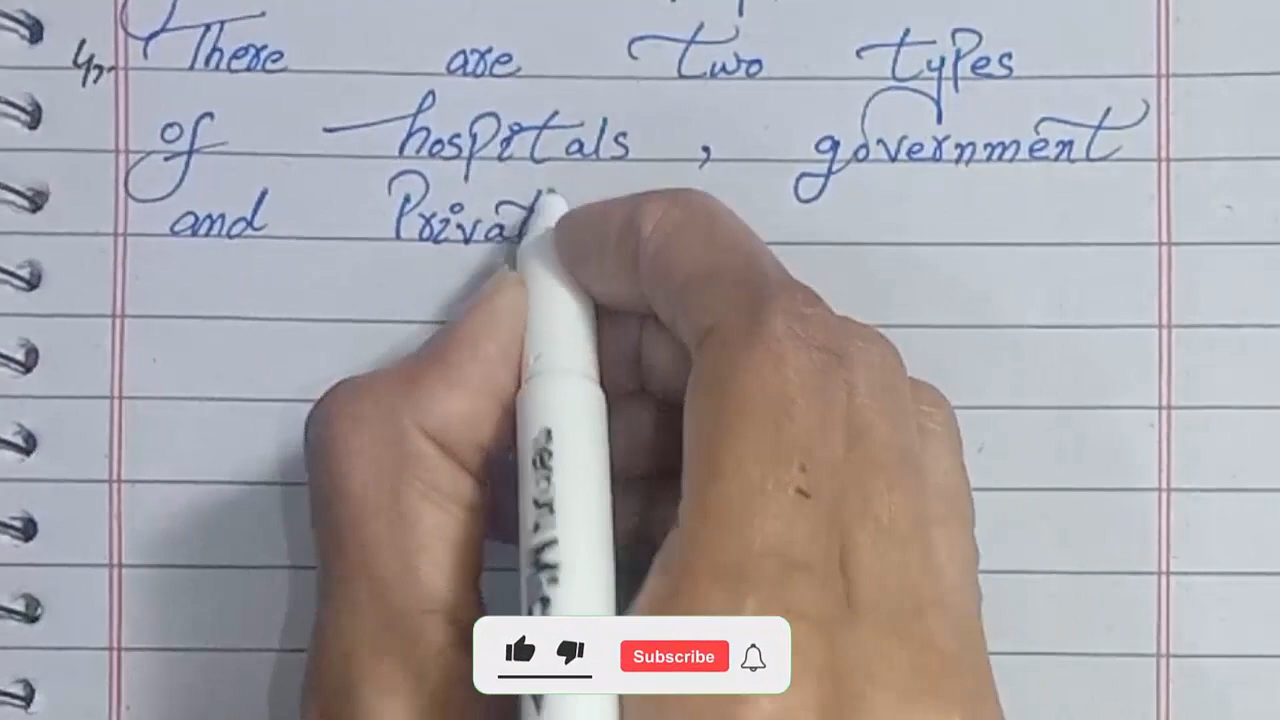 4. There are two types
of hospitals, government
and Privat
Subscribe